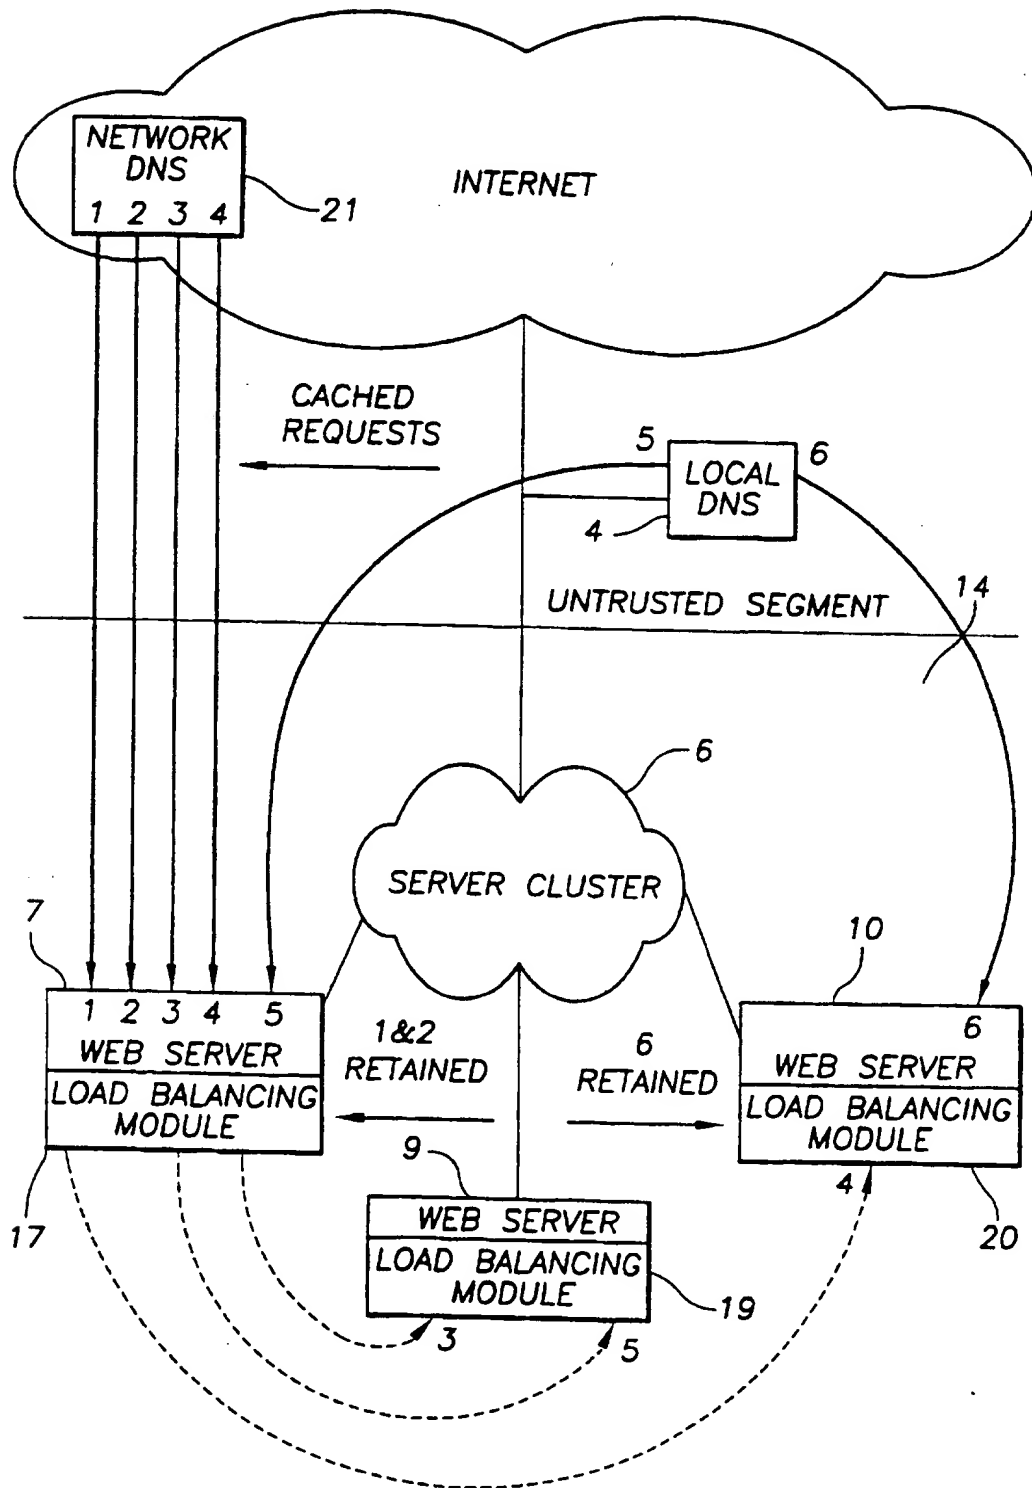 NETWORK
DNS
1 2 3 4
21
INTERNET
CACHED
REQUESTS
5
LOCAL
DNS
6
4
UNTRUSTED SEGMENT
14
6
SERVER CLUSTER
7
1 2 3 4 5
WEB SERVER
LOAD BALANCING
MODULE
17
1&2
RETAINED
6
RETAINED
10
6
WEB SERVER
LOAD BALANCING
MODULE
4
20
9
WEB SERVER
LOAD BALANCING
MODULE
19
3
5